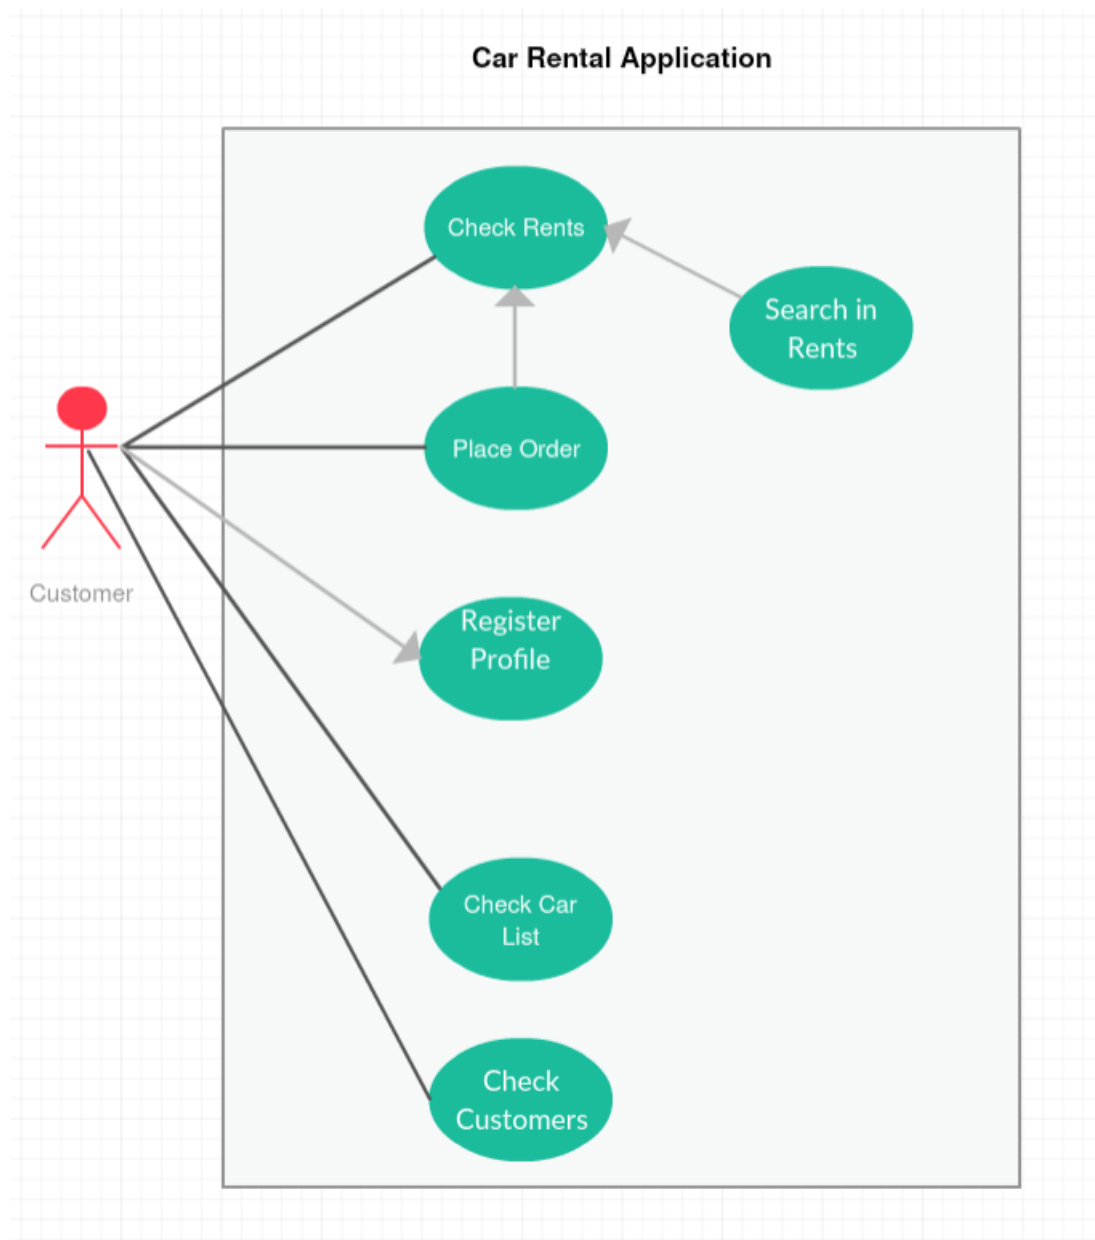 Car Rental Application
Check Rents
Search in
Rents
Place Order
Customer
Register
Profile
Check Car
List
Check
Customers